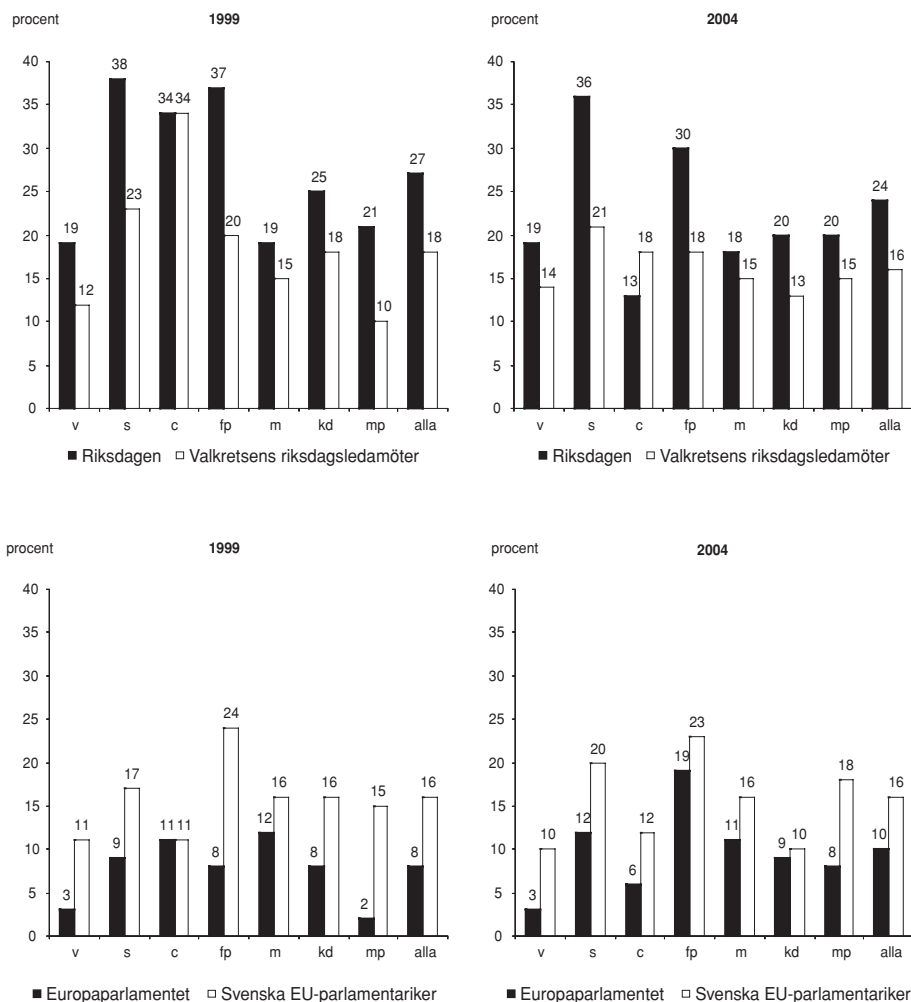 procent 1999
40
35
30
25
20
15
10
5
0
19 12 38 23 34 34 37 20 19 15 25 18 21 10 27 18
v s c fp m kd mp alla
Riksdagen Valkretsens riksdagsledamöter
procent 2004
40
35
30
25
20
15
10
5
0
19 14 36 21 13 18 30 18 18 15 20 13 20 15 24 16
v s c fp m kd mp alla
Riksdagen Valkretsens riksdagsledamöter
procent 1999
40
35
30
25
20
15
10
5
0
3 11 9 17 11 11 8 24 12 16 8 16 2 15 8 16
v s c fp m kd mp alla
Europaparlamentet Svenska EU-parlamentariker
procent 2004
40
35
30
25
20
15
10
5
0
3 10 12 20 6 12 19 23 11 16 9 10 8 18 10 16
v s c fp m kd mp alla
Europaparlamentet Svenska EU-parlamentariker